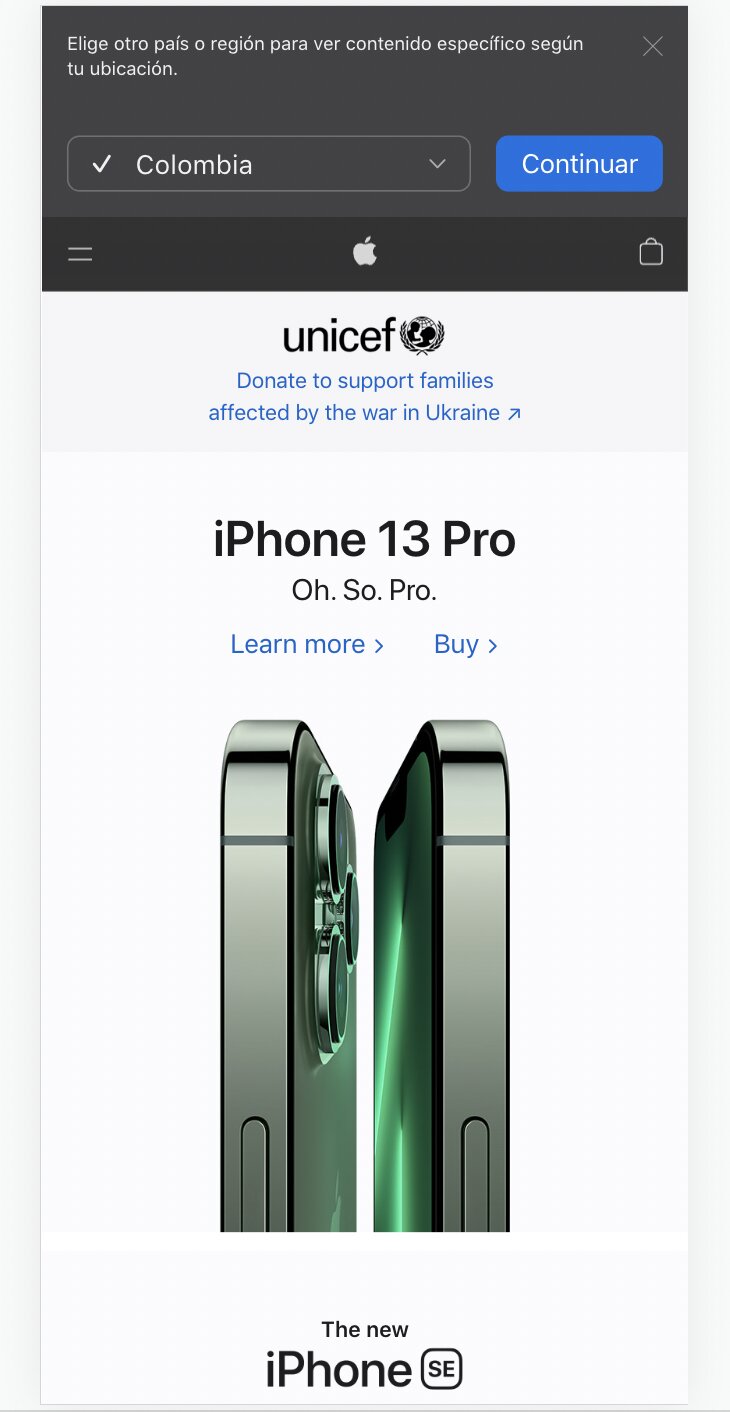 Elige otro país o región para ver contenido específico según
tu ubicación.
Colombia
Continuar
unicef
Donate to support families
affected by the war in Ukraine ↗
iPhone 13 Pro
Oh. So. Pro.
Learn more ›
Buy ›
The new
iPhone SE